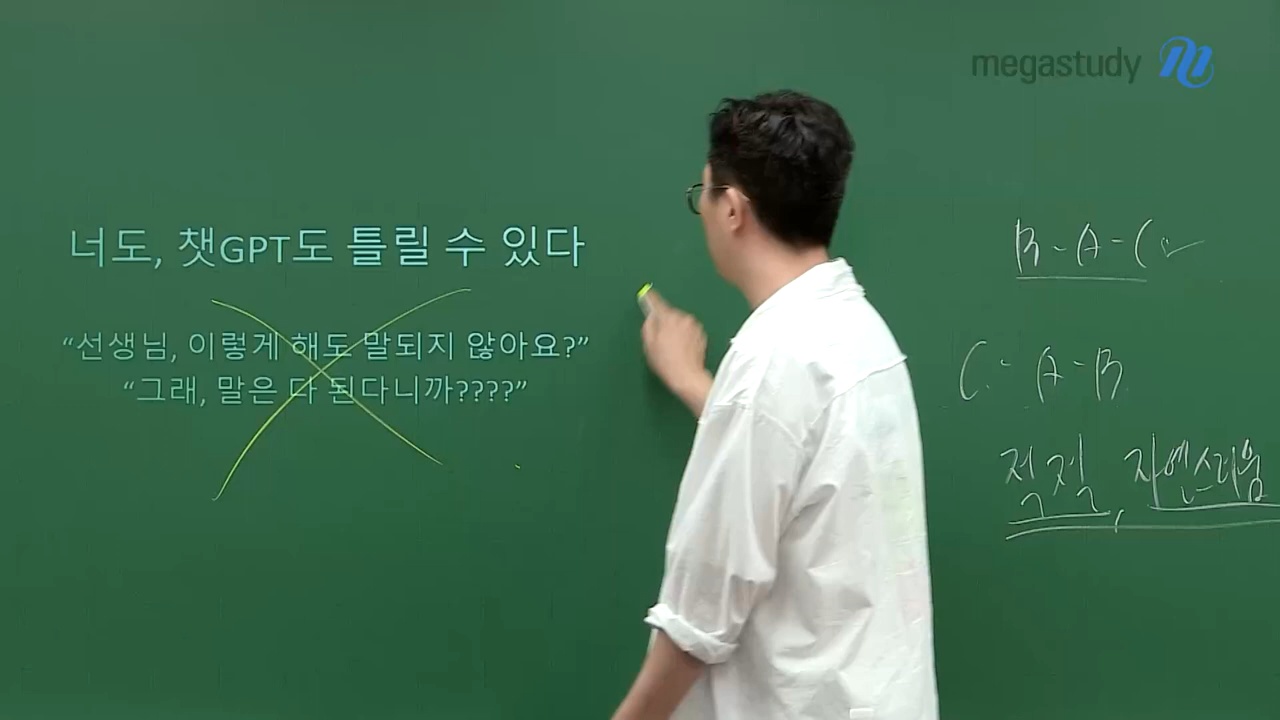 megastudy
너도, 챗GPT도 틀릴 수 있다
“선생님, 이렇게 해도 말되지 않아요?”
“그래, 말은 다 된다니까????”
B - A - C
C - A - B
적절, 자연스러움